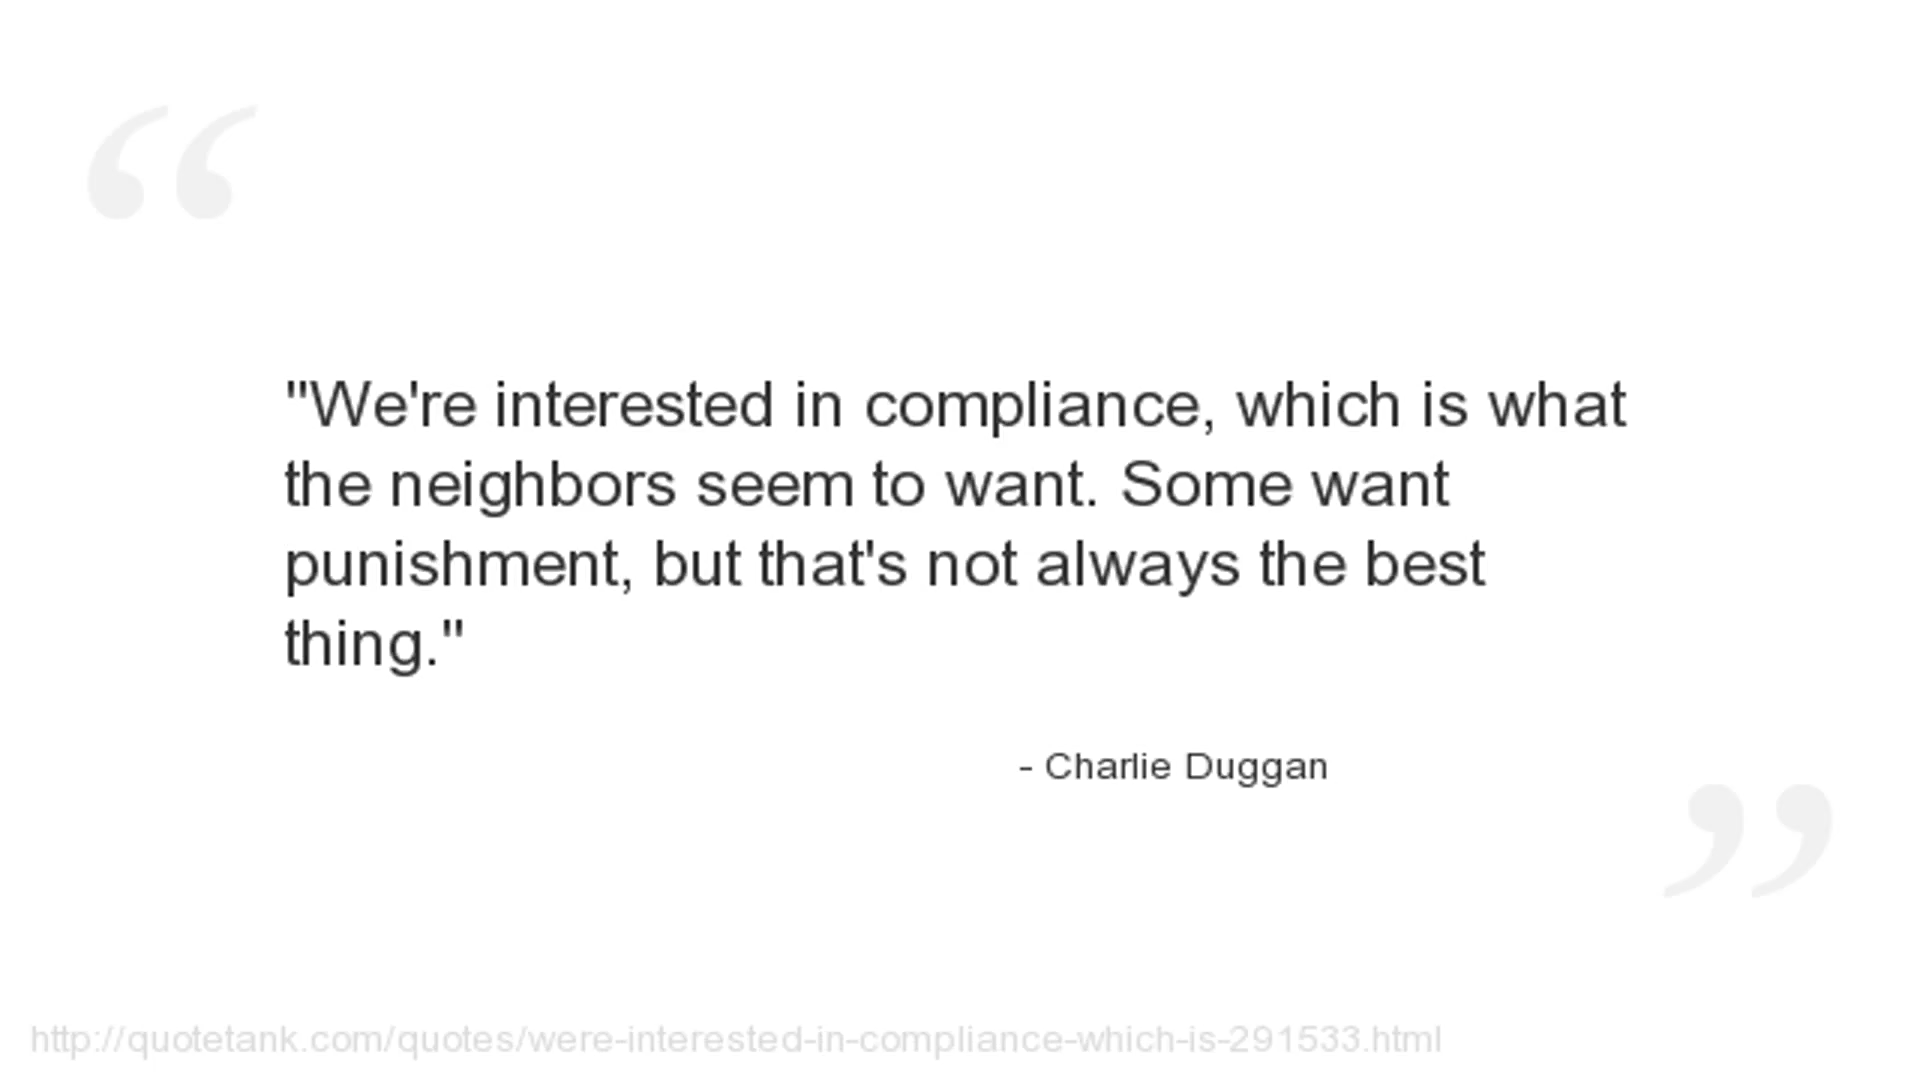 "We're interested in compliance, which is what
the neighbors seem to want. Some want
punishment, but that's not always the best
thing."
- Charlie Duggan
http://quotetank.com/quotes/were-interested-in-compliance-which-is-291533.html